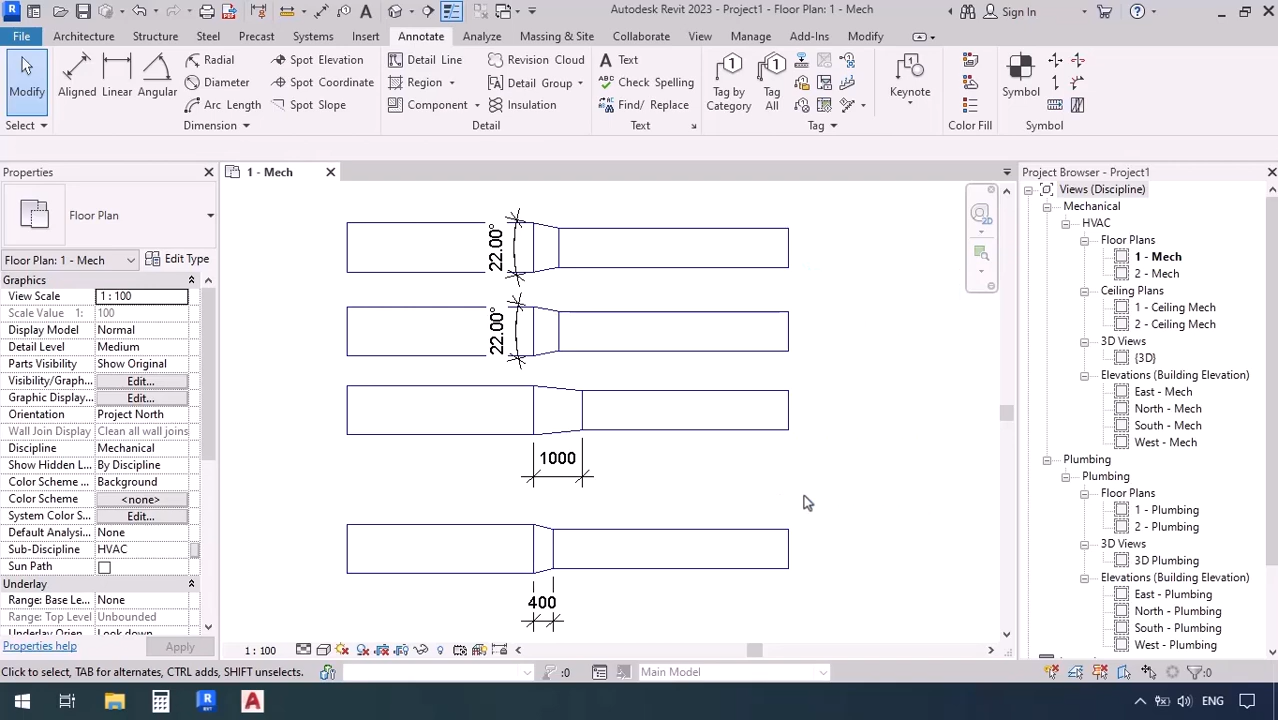 Autodesk Revit 2023 - Project1 - Floor Plan: 1 - Mech
Sign In
File Architecture Structure Steel Precast Systems Insert Annotate Analyze Massing & Site Collaborate View Manage Add-Ins Modify
Modify
Select
Aligned Linear Angular
Radial
Diameter
Arc Length
Spot Elevation
Spot Coordinate
Spot Slope
Dimension
Detail Line
Region
Component
Revision Cloud
Detail Group
Insulation
Detail
Text
Check Spelling
Find/ Replace
Text
Tag by Category
Tag All
Tag
Keynote
Color Fill
Symbol
Symbol
Properties
Floor Plan
Floor Plan: 1 - Mech
Edit Type
Graphics
View Scale 1 : 100
Scale Value 1: 100
Display Model Normal
Detail Level Medium
Parts Visibility Show Original
Visibility/Graph... Edit...
Graphic Display... Edit...
Orientation Project North
Wall Join Display Clean all wall joins
Discipline Mechanical
Show Hidden L... By Discipline
Color Scheme ... Background
Color Scheme <none>
System Color S... Edit...
Default Analysi... None
Sub-Discipline HVAC
Sun Path
Underlay
Range: Base Le... None
Range: Top Level Unbounded
Underlay Orien... Look down
Properties help
Apply
1 - Mech
22.00°
22.00°
1000
400
2D
1 : 100
Project Browser - Project1
Views (Discipline)
Mechanical
HVAC
Floor Plans
1 - Mech
2 - Mech
Ceiling Plans
1 - Ceiling Mech
2 - Ceiling Mech
3D Views
{3D}
Elevations (Building Elevation)
East - Mech
North - Mech
South - Mech
West - Mech
Plumbing
Plumbing
Floor Plans
1 - Plumbing
2 - Plumbing
3D Views
3D Plumbing
Elevations (Building Elevation)
East - Plumbing
North - Plumbing
South - Plumbing
West - Plumbing
Click to select, TAB for alternates, CTRL adds, SHIFT unselects.
:0
Main Model
:0
ENG